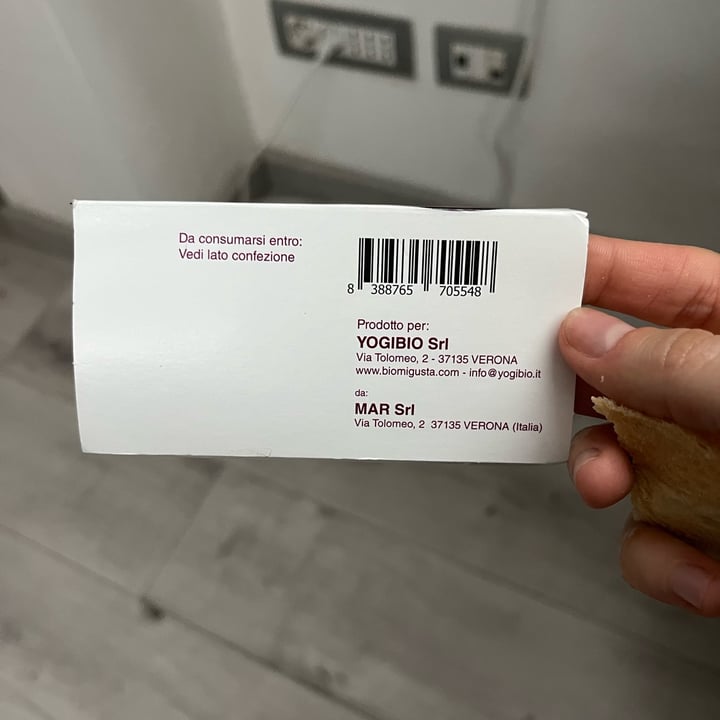 Da consumarsi entro:
Vedi lato confezione
8 388765 705548
Prodotto per:
YOGIBIO Srl
Via Tolomeo, 2 - 37135 VERONA
www.biomigusta.com - info@yogibio.it
da:
MAR Srl
Via Tolomeo, 2 37135 VERONA (Italia)